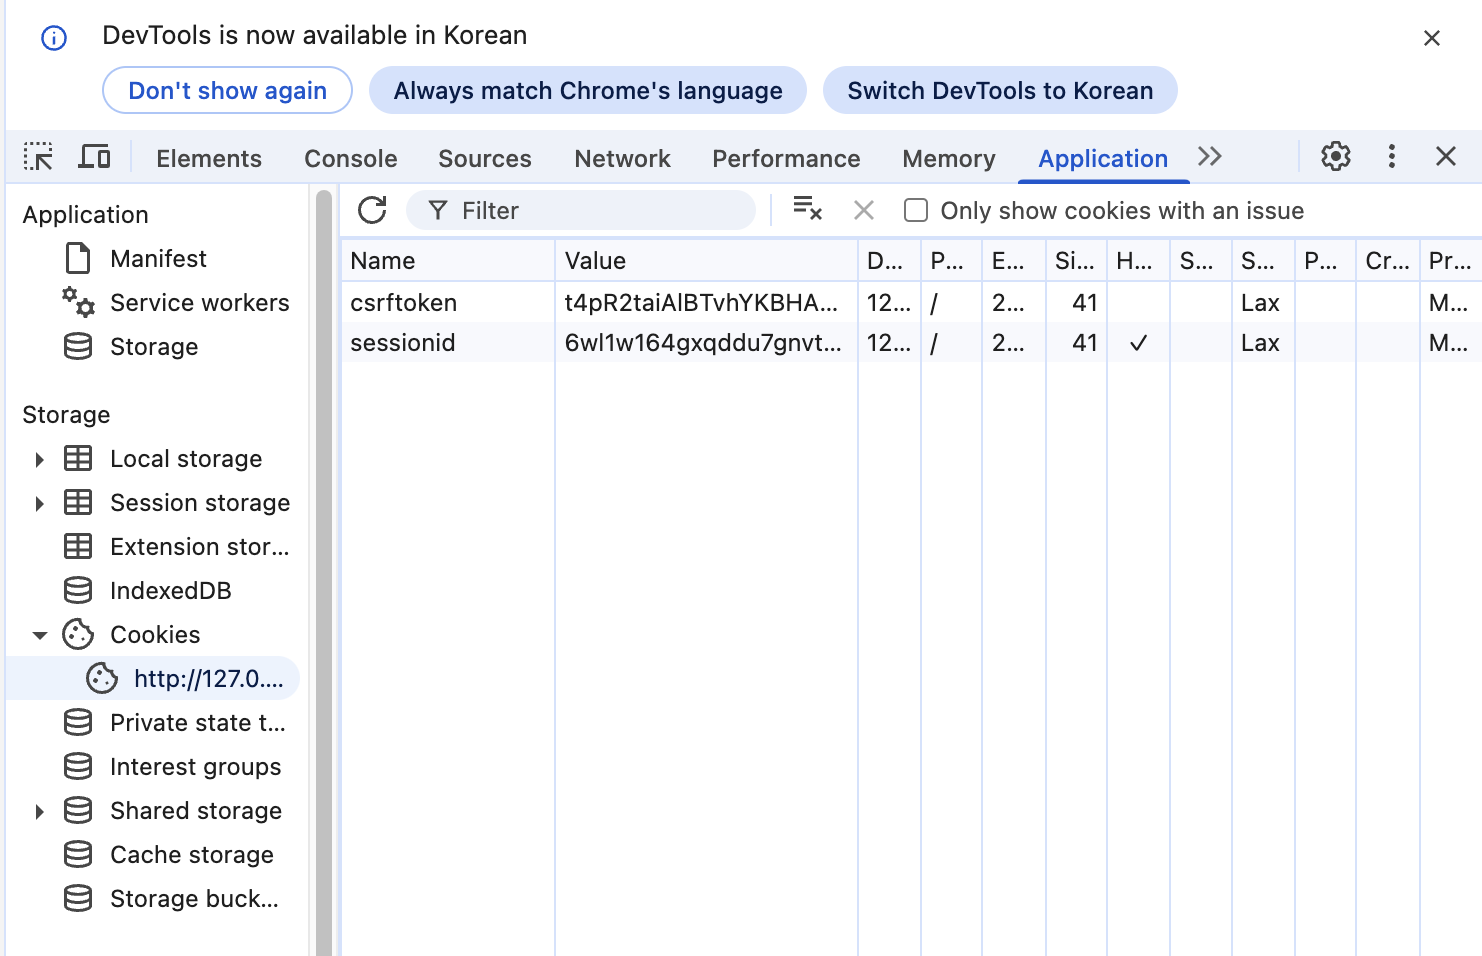 DevTools is now available in Korean
Don't show again
Always match Chrome's language
Switch DevTools to Korean
Elements
Console
Sources
Network
Performance
Memory
Application
Application
Manifest
Service workers
Storage
Storage
Local storage
Session storage
Extension stor...
IndexedDB
Cookies
http://127.0....
Private state t...
Interest groups
Shared storage
Cache storage
Storage buck...
Filter
Only show cookies with an issue
Name Value D... P... E... Si... H... S... S... P... Cr... Pr...
csrftoken t4pR2taiAlBTvhYKBHA... 12... / 2... 41 Lax M...
sessionid 6wl1w164gxqddu7gnvt... 12... / 2... 41 ✓ Lax M...